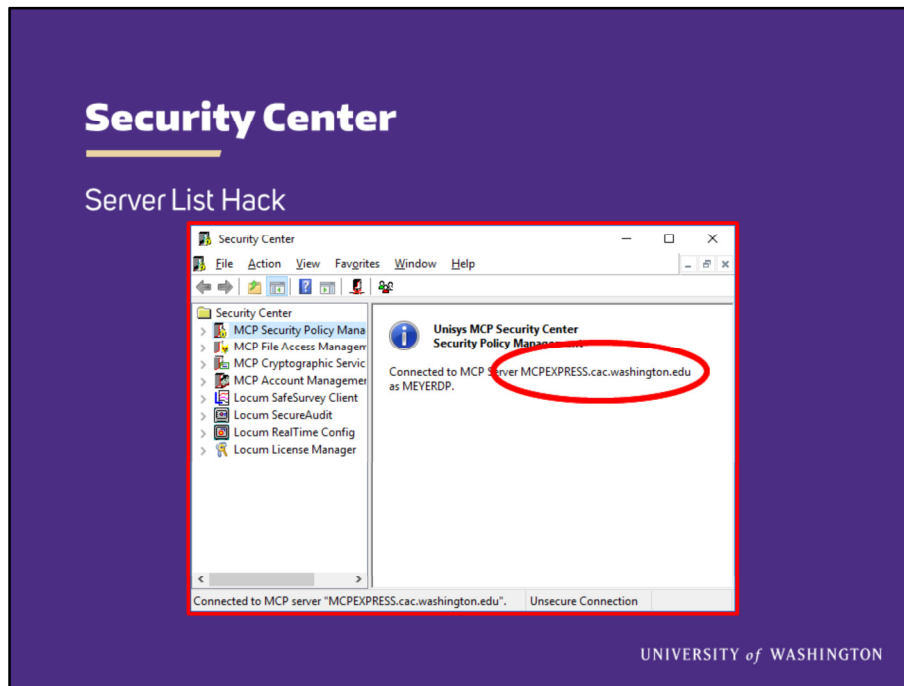 Security Center
Server List Hack
Security Center
File Action View Favorites Window Help
Security Center
MCP Security Policy Mana
MCP File Access Managem
MCP Cryptographic Servic
MCP Account Managemer
Locum SafeSurvey Client
Locum SecureAudit
Locum RealTime Config
Locum License Manager
Unisys MCP Security Center
Security Policy Management
Connected to MCP Server MCPEXPRESS.cac.washington.edu
as MEYERDP.
Connected to MCP server "MCPEXPRESS.cac.washington.edu". Unsecure Connection
UNIVERSITY of WASHINGTON